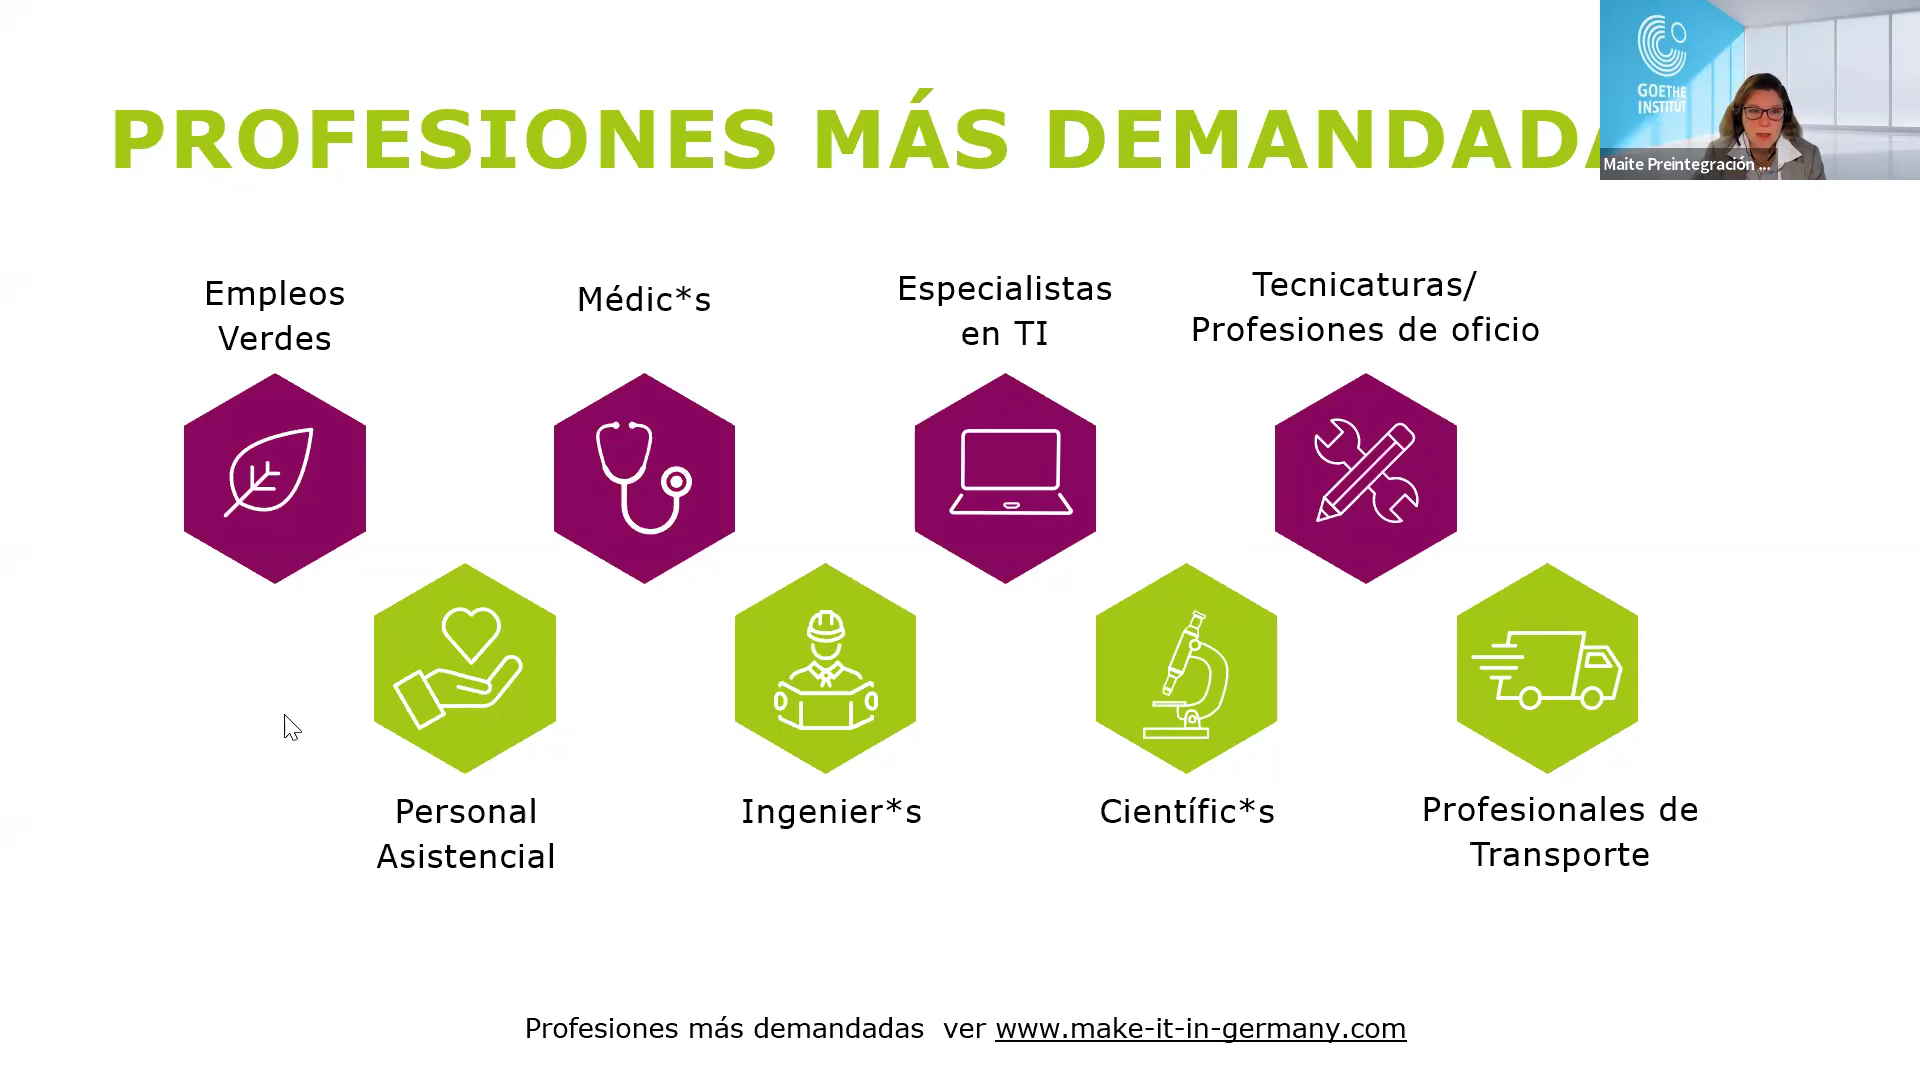 PROFESIONES MÁS DEMANDADA
GOETHE
INSTITUT
Maite Preintegración ...
Empleos
Verdes
Médic*s
Especialistas
en TI
Tecnicaturas/
Profesiones de oficio
Personal
Asistencial
Ingenier*s
Científic*s
Profesionales de
Transporte
Profesiones más demandadas  ver www.make-it-in-germany.com